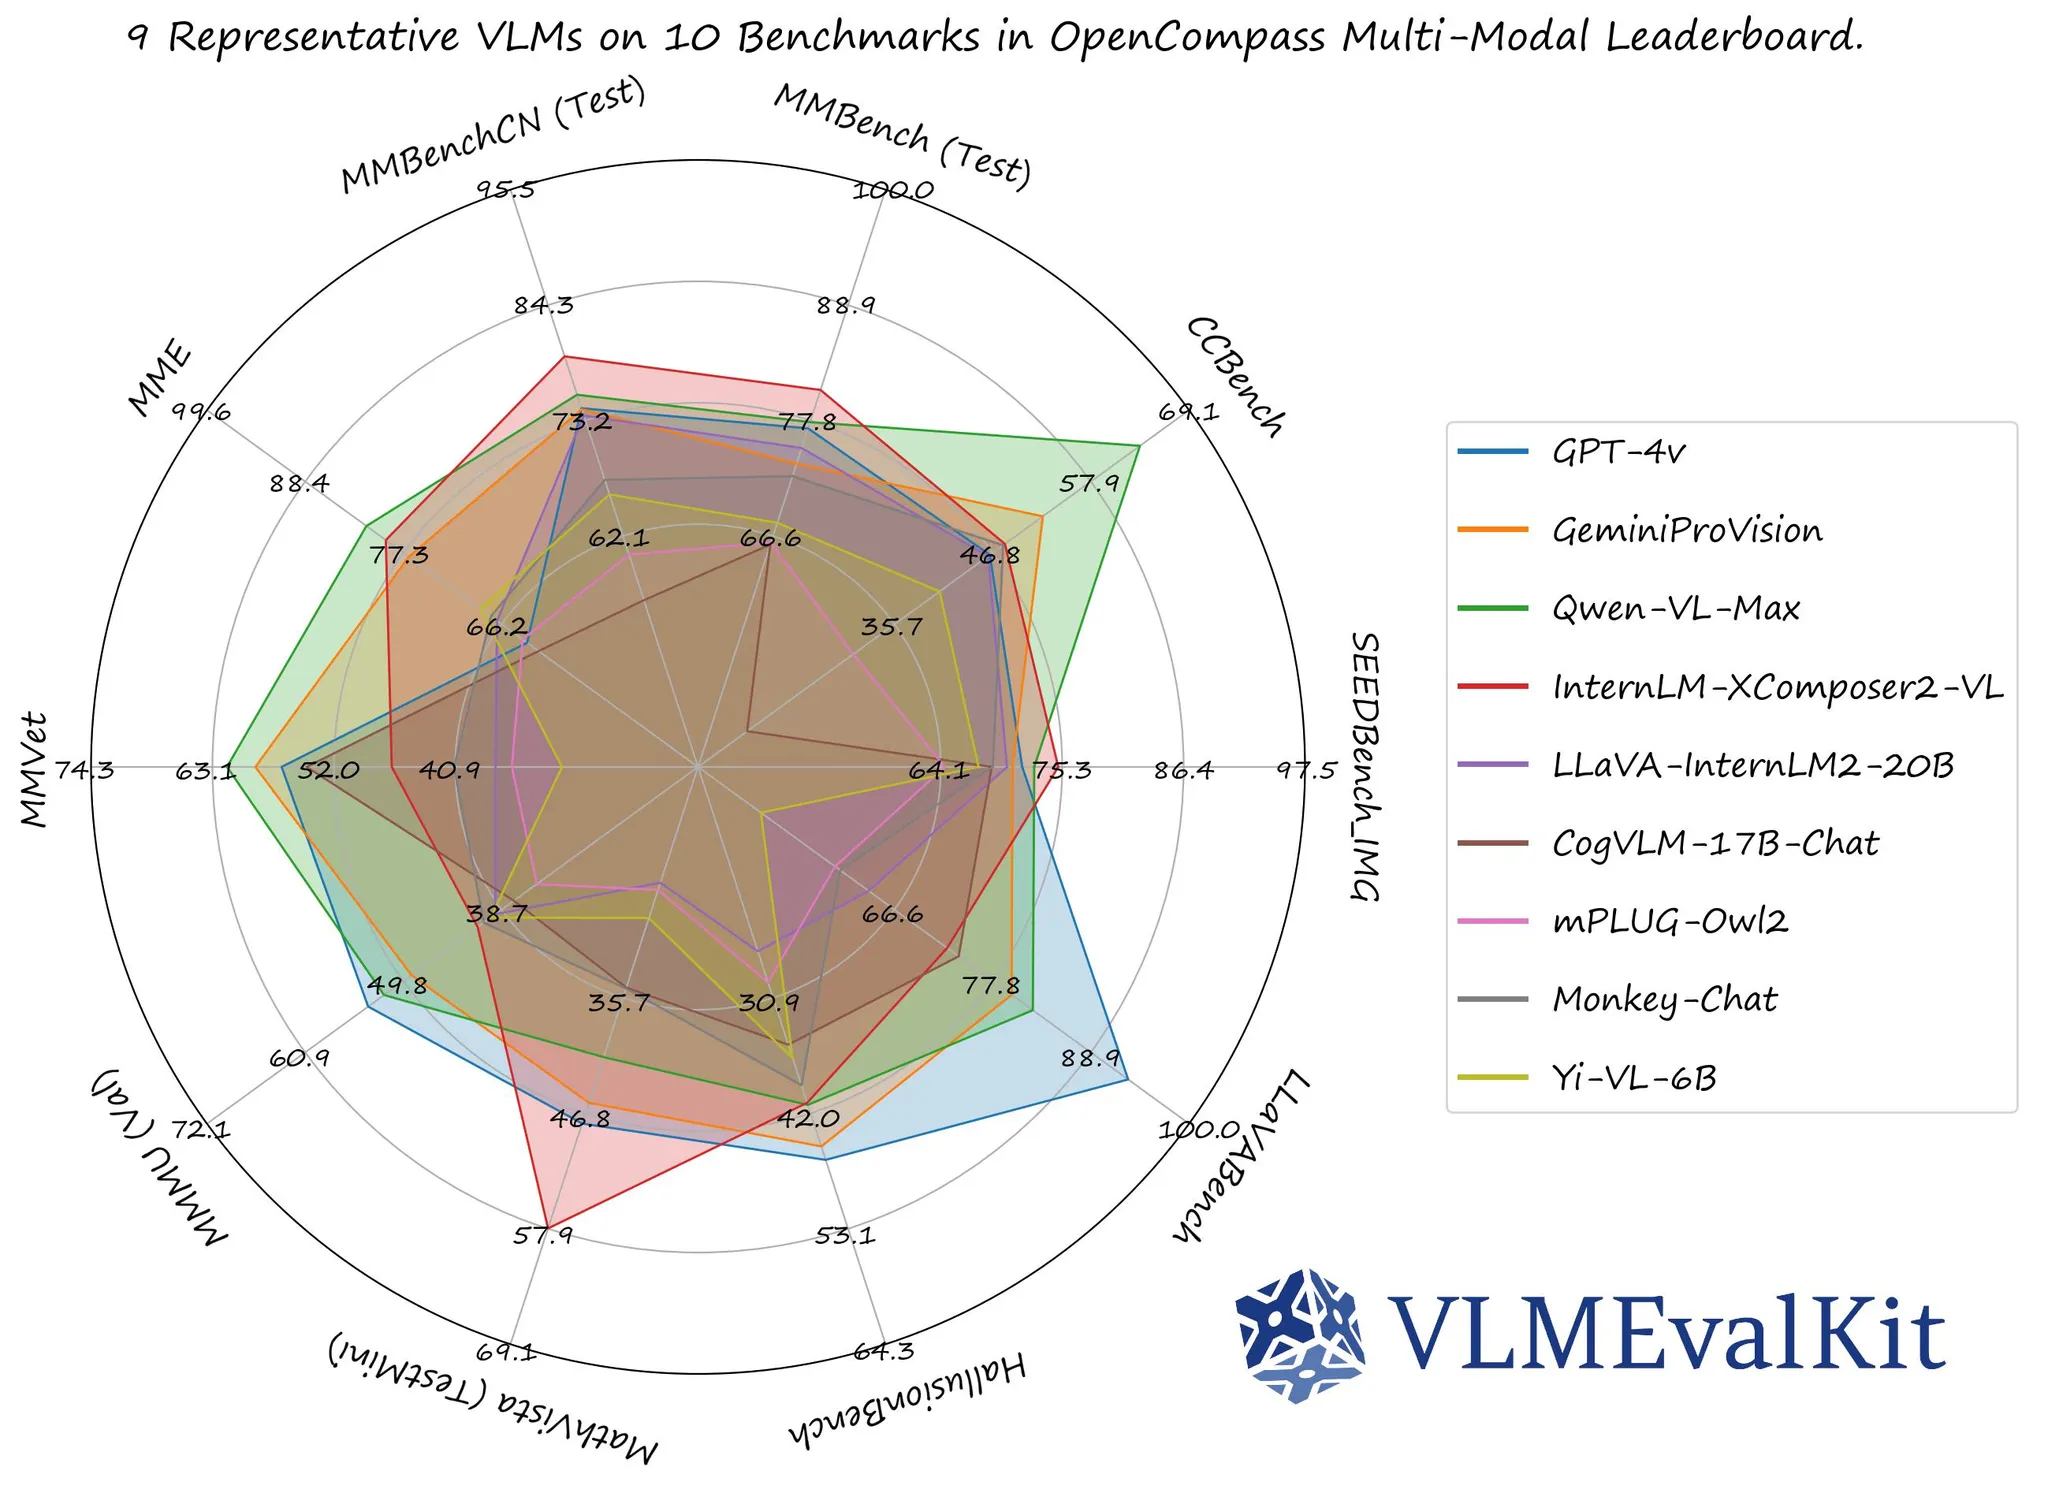 9 Representative VLMs on 10 Benchmarks in OpenCompass Multi-Modal Leaderboard.
MMBenchCN (Test)
MMBench (Test)
95.5
100.0
84.3
88.9
CCBench
MME
99.6
69.1
73.2
77.8
88.4
57.9
GPT-4v
62.1
66.6
77.3
46.8
GeminiProVision
66.2
35.7
Qwen-VL-Max
SEEDBench_IMG
InternLM-XComposer2-VL
MMVet
74.3
63.1
52.0
40.9
64.1
75.3
86.4
97.5
LLaVA-InternLM2-20B
CogVLM-17B-Chat
38.7
66.6
mPLUG-Owl2
49.8
35.7
30.9
77.8
Monkey-Chat
60.9
46.8
42.0
88.9
Yi-VL-6B
72.1
100.0
MMMU (Val)
LLaVABench
57.9
53.1
69.1
64.3
MathVista (TestMini)
HallusionBench
VLMEvalKit